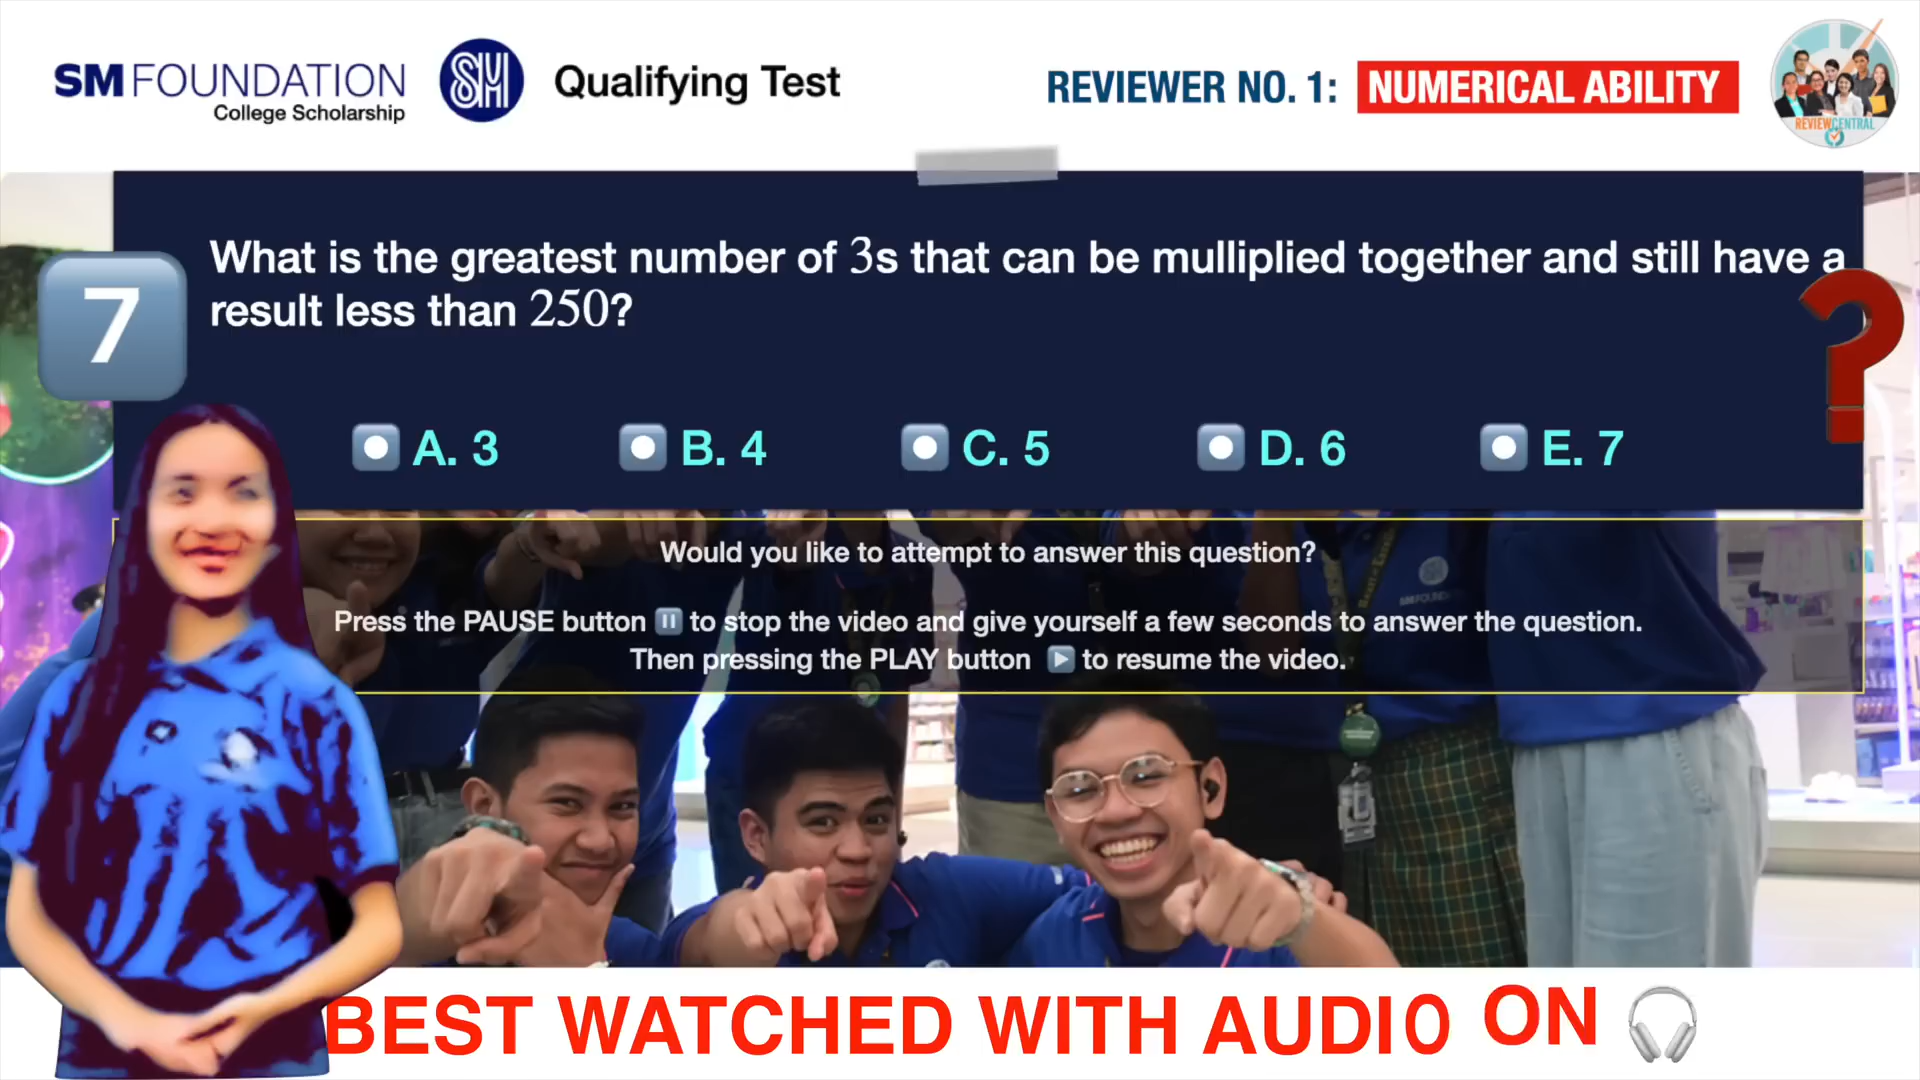 SM FOUNDATION
College Scholarship
SM
Qualifying Test
REVIEWER NO. 1: NUMERICAL ABILITY
REVIEW CENTRAL
7
What is the greatest number of 3s that can be mulliplied together and still have a
result less than 250?
?
A. 3 B. 4 C. 5 D. 6 E. 7
Would you like to attempt to answer this question?
Press the PAUSE button to stop the video and give yourself a few seconds to answer the question.
Then pressing the PLAY button to resume the video.
BEST WATCHED WITH AUDIO ON